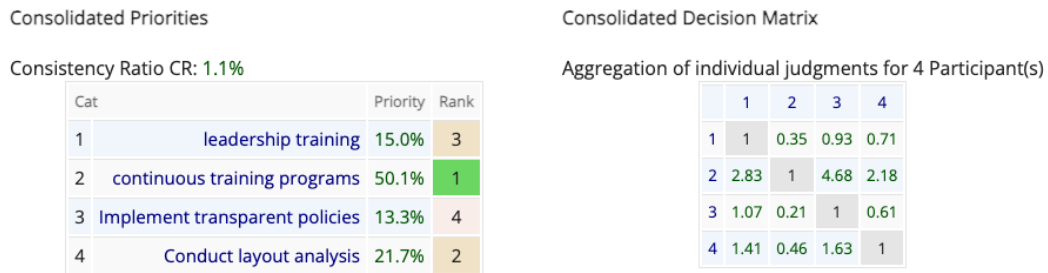 Consolidated Priorities
Consistency Ratio CR: 1.1%
Cat Priority Rank
1 leadership training 15.0% 3
2 continuous training programs 50.1% 1
3 Implement transparent policies 13.3% 4
4 Conduct layout analysis 21.7% 2
Consolidated Decision Matrix
Aggregation of individual judgments for 4 Participant(s)
1 2 3 4
1 1 0.35 0.93 0.71
2 2.83 1 4.68 2.18
3 1.07 0.21 1 0.61
4 1.41 0.46 1.63 1